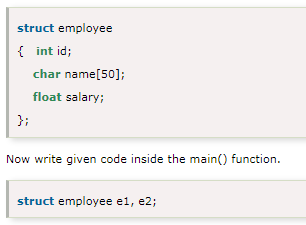 struct employee
{ int id;
char name[50];
float salary;
};
Now write given code inside the main() function.
struct employee e1, e2;